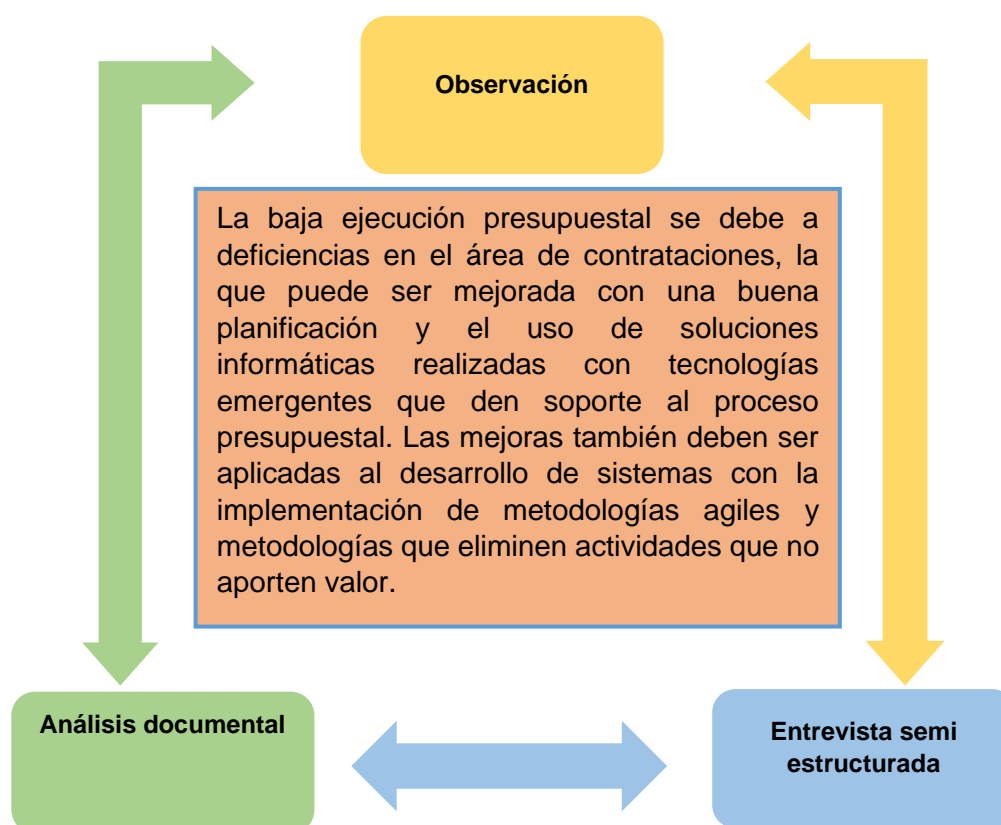 Observación
La baja ejecución presupuestal se debe a
deficiencias en el área de contrataciones, la
que puede ser mejorada con una buena
planificación y el uso de soluciones
informáticas realizadas con tecnologías
emergentes que den soporte al proceso
presupuestal. Las mejoras también deben ser
aplicadas al desarrollo de sistemas con la
implementación de metodologías agiles y
metodologías que eliminen actividades que no
aporten valor.
Análisis documental
Entrevista semi
estructurada